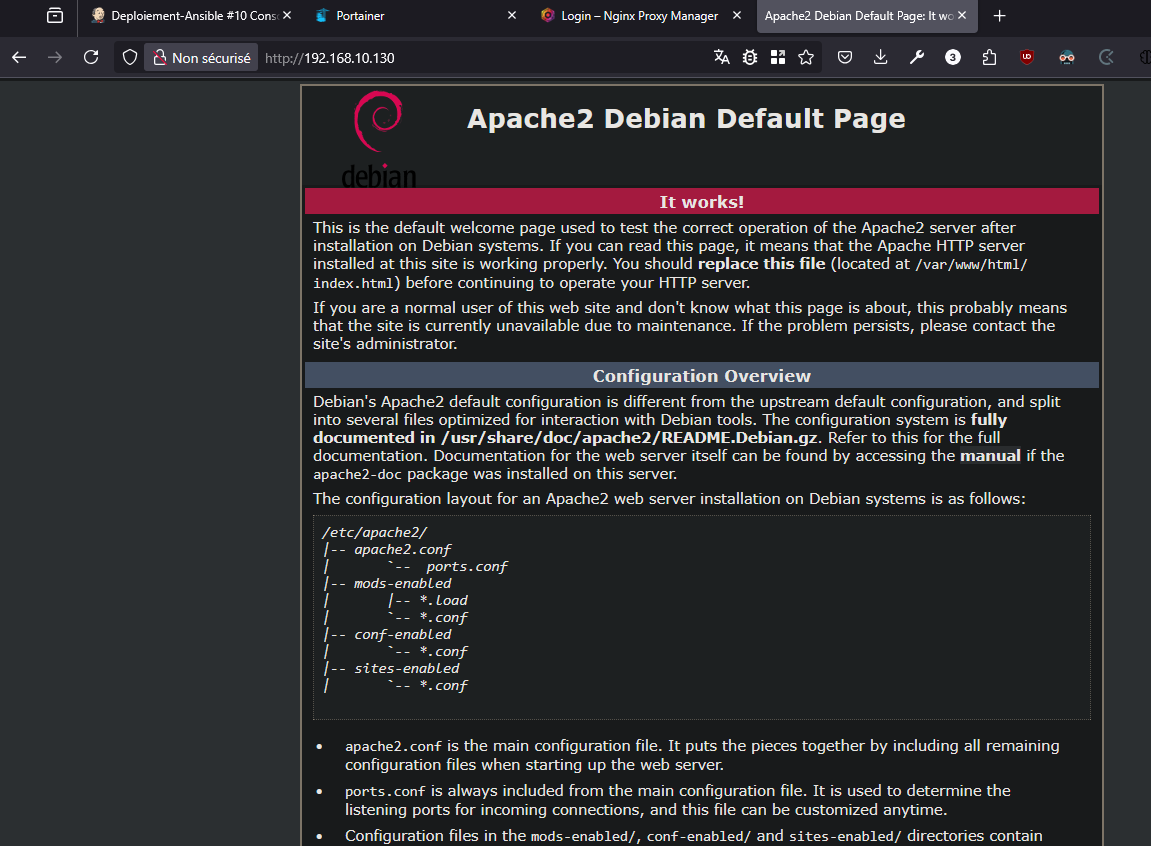 Deploiement-Ansible #10 Cons
Portainer
Login – Nginx Proxy Manager
Apache2 Debian Default Page: It wo
Non sécurisé
http://192.168.10.130
3
UD
debian
Apache2 Debian Default Page
It works!
This is the default welcome page used to test the correct operation of the Apache2 server after
installation on Debian systems. If you can read this page, it means that the Apache HTTP server
installed at this site is working properly. You should replace this file (located at /var/www/html/
index.html) before continuing to operate your HTTP server.
If you are a normal user of this web site and don't know what this page is about, this probably means
that the site is currently unavailable due to maintenance. If the problem persists, please contact the
site's administrator.
Configuration Overview
Debian's Apache2 default configuration is different from the upstream default configuration, and split
into several files optimized for interaction with Debian tools. The configuration system is fully
documented in /usr/share/doc/apache2/README.Debian.gz. Refer to this for the full
documentation. Documentation for the web server itself can be found by accessing the manual if the
apache2-doc package was installed on this server.
The configuration layout for an Apache2 web server installation on Debian systems is as follows:
/etc/apache2/
|-- apache2.conf
|       `--  ports.conf
|-- mods-enabled
|       |-- *.load
|       `-- *.conf
|-- conf-enabled
|       `-- *.conf
|-- sites-enabled
|       `-- *.conf
• apache2.conf is the main configuration file. It puts the pieces together by including all remaining
configuration files when starting up the web server.
• ports.conf is always included from the main configuration file. It is used to determine the
listening ports for incoming connections, and this file can be customized anytime.
• Configuration files in the mods-enabled/, conf-enabled/ and sites-enabled/ directories contain